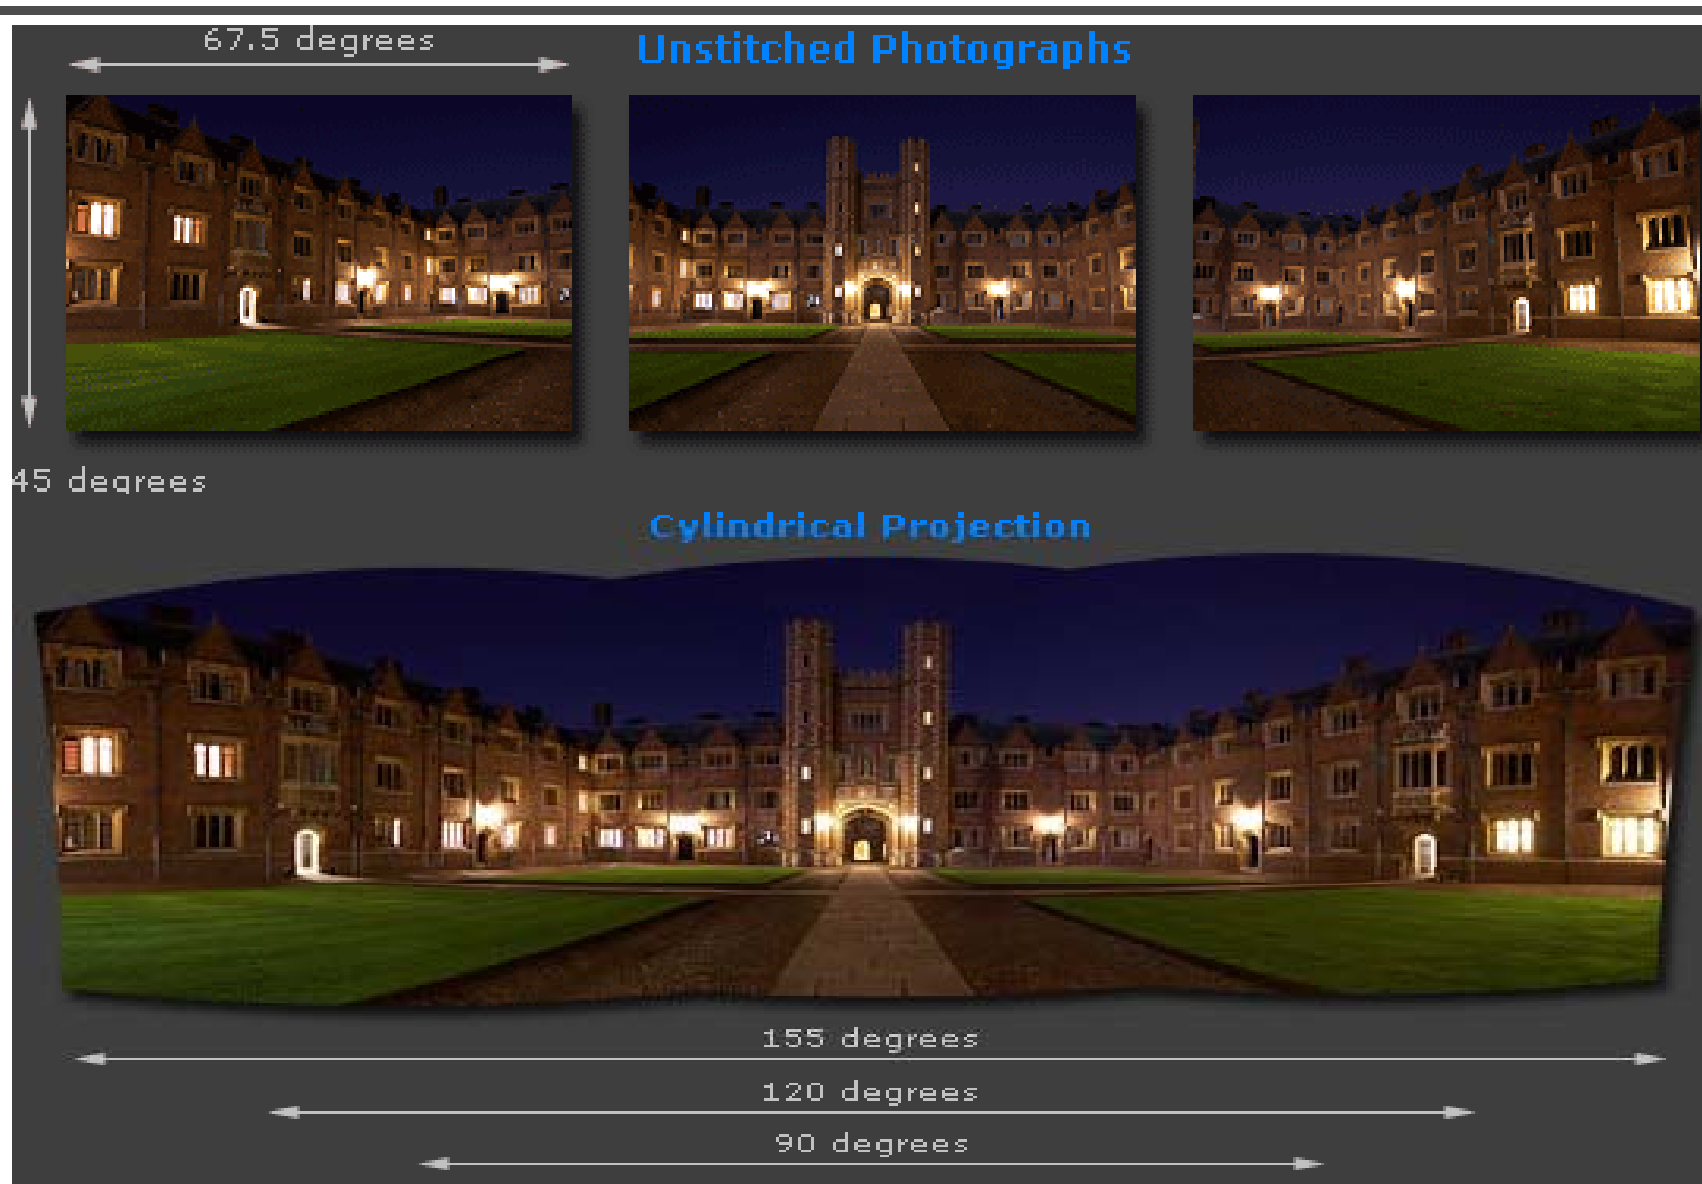 67.5 degrees
Unstitched Photographs
45 degrees
Cylindrical Projection
155 degrees
120 degrees
90 degrees